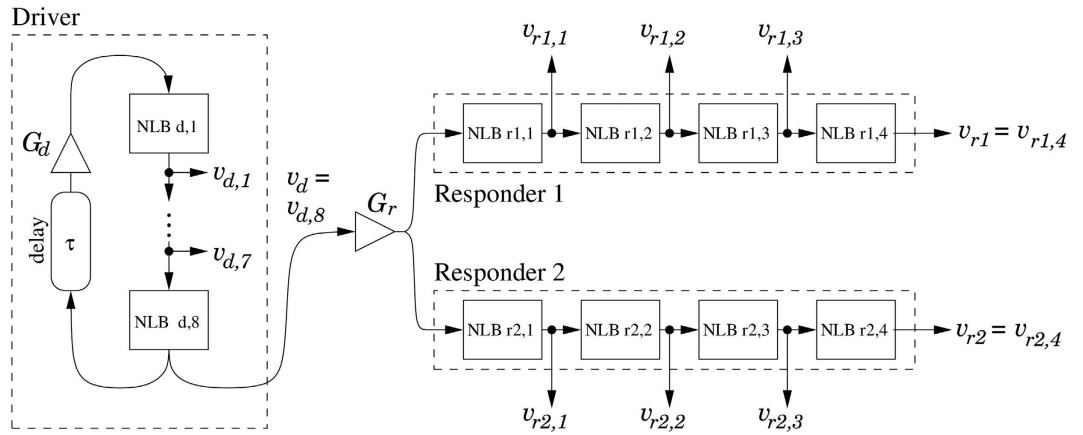 Driver
NLB d,1
G_d
v_{d,1}
delay
τ
v_{d,7}
NLB d,8
v_d =
v_{d,8}
G_r
v_{r1,1}
v_{r1,2}
v_{r1,3}
NLB r1,1
NLB r1,2
NLB r1,3
NLB r1,4
v_{r1} = v_{r1,4}
Responder 1
Responder 2
NLB r2,1
NLB r2,2
NLB r2,3
NLB r2,4
v_{r2} = v_{r2,4}
v_{r2,1}
v_{r2,2}
v_{r2,3}